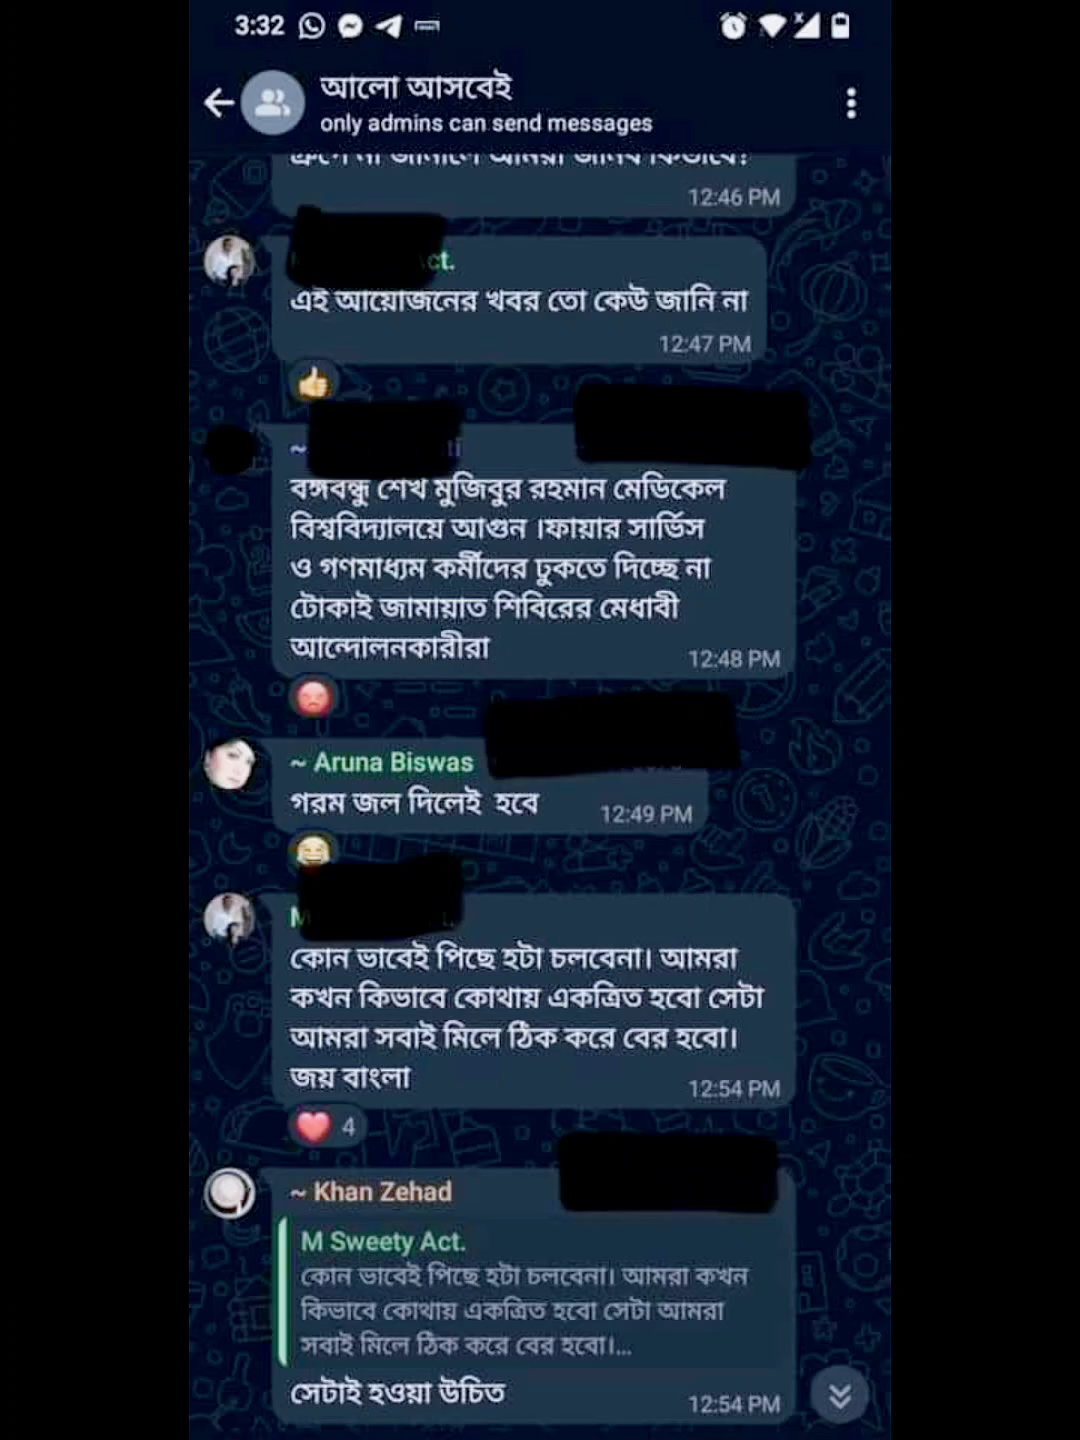 3:32
আলো আসবেই
only admins can send messages
গ্রুপে না জানালে আমরা জানব কিভাবে?
12:46 PM
ct.
এই আয়োজনের খবর তো কেউ জানি না
12:47 PM
~
বঙ্গবন্ধু শেখ মুজিবুর রহমান মেডিকেল
বিশ্ববিদ্যালয়ে আগুন ।ফায়ার সার্ভিস
ও গণমাধ্যম কর্মীদের ঢুকতে দিচ্ছে না
টোকাই জামায়াত শিবিরের মেধাবী
আন্দোলনকারীরা
12:48 PM
~ Aruna Biswas
গরম জল দিলেই হবে
12:49 PM
M
কোন ভাবেই পিছে হটা চলবেনা। আমরা
কখন কিভাবে কোথায় একত্রিত হবো সেটা
আমরা সবাই মিলে ঠিক করে বের হবো।
জয় বাংলা
12:54 PM
4
~ Khan Zehad
M Sweety Act.
কোন ভাবেই পিছে হটা চলবেনা। আমরা কখন
কিভাবে কোথায় একত্রিত হবো সেটা আমরা
সবাই মিলে ঠিক করে বের হবো।...
সেটাই হওয়া উচিত
12:54 PM